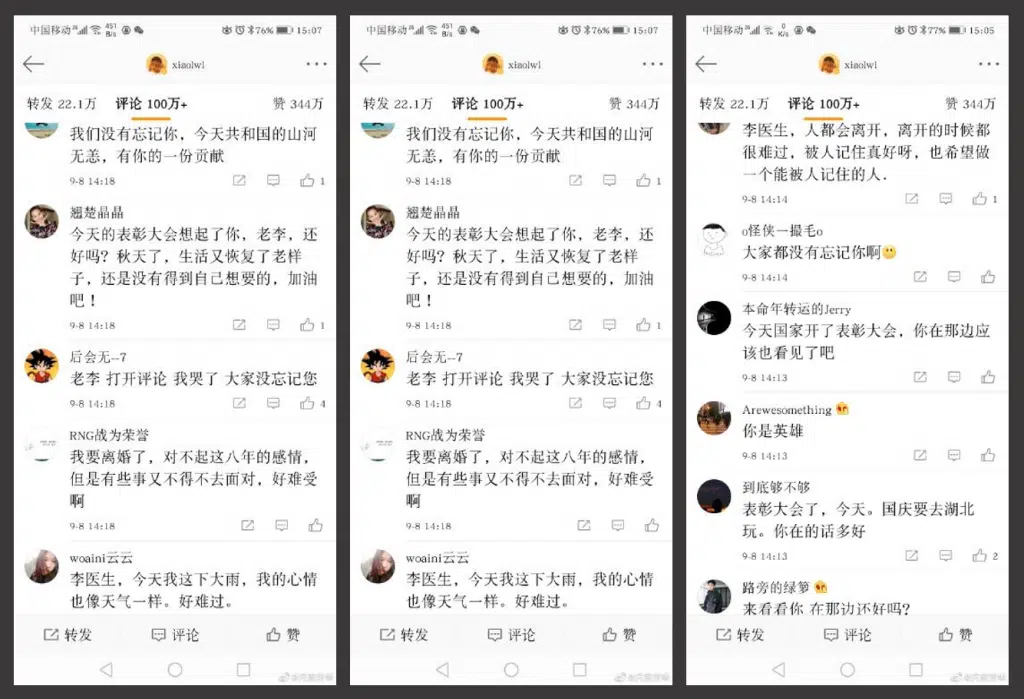 中国移动 451 B/s 76% 15:07
xiaolwl
转发 22.1万 评论 100万+ 赞 344万
我们没有忘记你，今天共和国的山河
无恙，有你的一份贡献
9-8 14:18 1
翘楚晶晶
今天的表彰大会想起了你，老李，还
好吗？秋天了，生活又恢复了老样
子，还是没有得到自己想要的，加油
吧！
9-8 14:18 1
后会无--7
老李 打开评论 我哭了 大家没忘记您
9-8 14:18 4
RNG战为荣誉
我要离婚了，对不起这八年的感情，
但是有些事又不得不去面对，好难受
啊
9-8 14:18
woaini云云
李医生，今天我这下大雨，我的心情
也像天气一样。好难过。
转发 评论 赞
中国移动 451 B/s 76% 15:07
xiaolwl
转发 22.1万 评论 100万+ 赞 344万
我们没有忘记你，今天共和国的山河
无恙，有你的一份贡献
9-8 14:18 1
翘楚晶晶
今天的表彰大会想起了你，老李，还
好吗？秋天了，生活又恢复了老样
子，还是没有得到自己想要的，加油
吧！
9-8 14:18 1
后会无--7
老李 打开评论 我哭了 大家没忘记您
9-8 14:18 4
RNG战为荣誉
我要离婚了，对不起这八年的感情，
但是有些事又不得不去面对，好难受
啊
9-8 14:18
woaini云云
李医生，今天我这下大雨，我的心情
也像天气一样。好难过。
转发 评论 赞
中国移动 0 K/s 77% 15:05
xiaolwl
转发 22.1万 评论 100万+ 赞 344万
李医生，人都会离开，离开的时候都
很难过，被人记住真好呀，也希望做
一个能被人记住的人.
9-8 14:14 1
o怪侠一撮毛o
大家都没有忘记你啊
9-8 14:14
本命年转运的Jerry
今天国家开了表彰大会，你在那边应
该也看见了吧
9-8 14:13
Arewesomething
你是英雄
9-8 14:13
到底够不够
表彰大会了，今天。国庆要去湖北
玩。你在的话多好
9-8 14:13 2
路旁的绿萝
来看看你 在那边还好吗？
转发 评论 赞